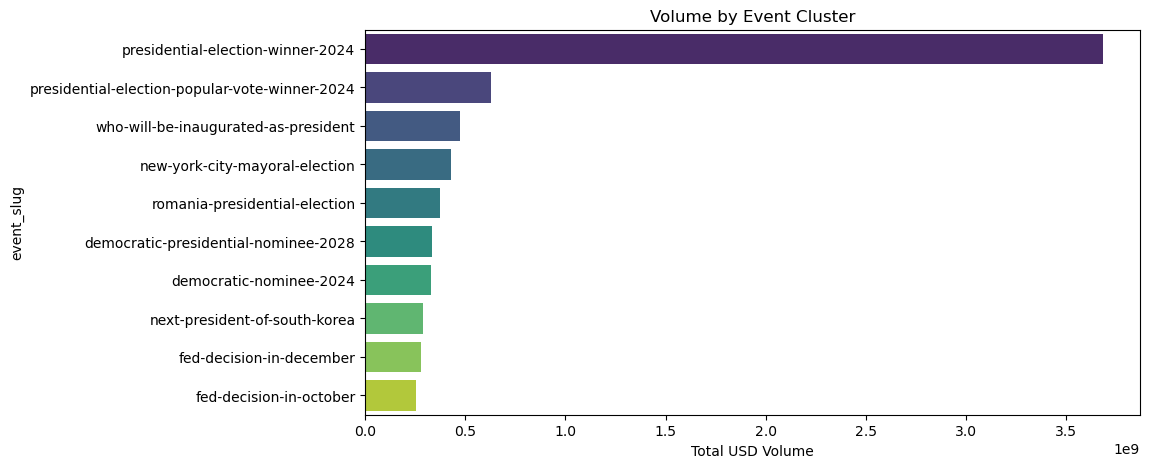 Volume by Event Cluster
presidential-election-winner-2024
presidential-election-popular-vote-winner-2024
who-will-be-inaugurated-as-president
new-york-city-mayoral-election
romania-presidential-election
democratic-presidential-nominee-2028
democratic-nominee-2024
next-president-of-south-korea
fed-decision-in-december
fed-decision-in-october
event_slug
0.0 0.5 1.0 1.5 2.0 2.5 3.0 3.5
1e9
Total USD Volume